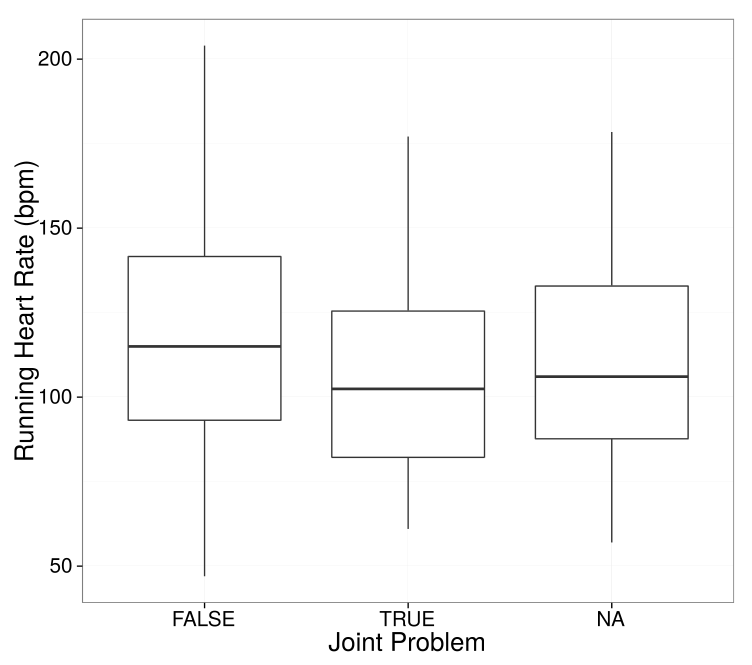 Running Heart Rate (bpm)
200
150
100
50
FALSE TRUE NA
Joint Problem